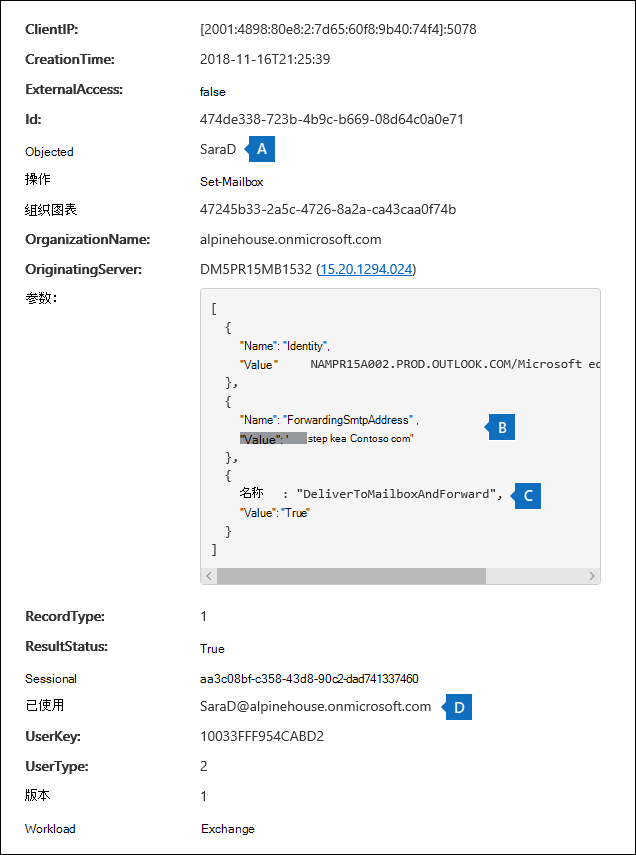 ClientIP: [2001:4898:80e8:2:7d65:60f8:9b40:74f4]:5078
CreationTime: 2018-11-16T21:25:39
ExternalAccess: false
Id: 474de338-723b-4b9c-b669-08d64c0a0e71
Objected SaraD A
操作 Set-Mailbox
组织图表 47245b33-2a5c-4726-8a2a-ca43caa0f74b
OrganizationName: alpinehouse.onmicrosoft.com
OriginatingServer: DM5PR15MB1532 (15.20.1294.024)
参数：
[
{
"Name": "Identity",
"Value" NAMPR15A002.PROD.OUTLOOK.COM/Microsoft ec
},
{
"Name": "ForwardingSmtpAddress" , B
"Value": ' step kea Contoso com"
},
{
名称 : "DeliverToMailboxAndForward", C
"Value": "True"
}
]
RecordType: 1
ResultStatus: True
Sessional aa3c08bf-c358-43d8-90c2-dad741337460
已使用 SaraD@alpinehouse.onmicrosoft.com D
UserKey: 10033FFF954CABD2
UserType: 2
版本 1
Workload Exchange